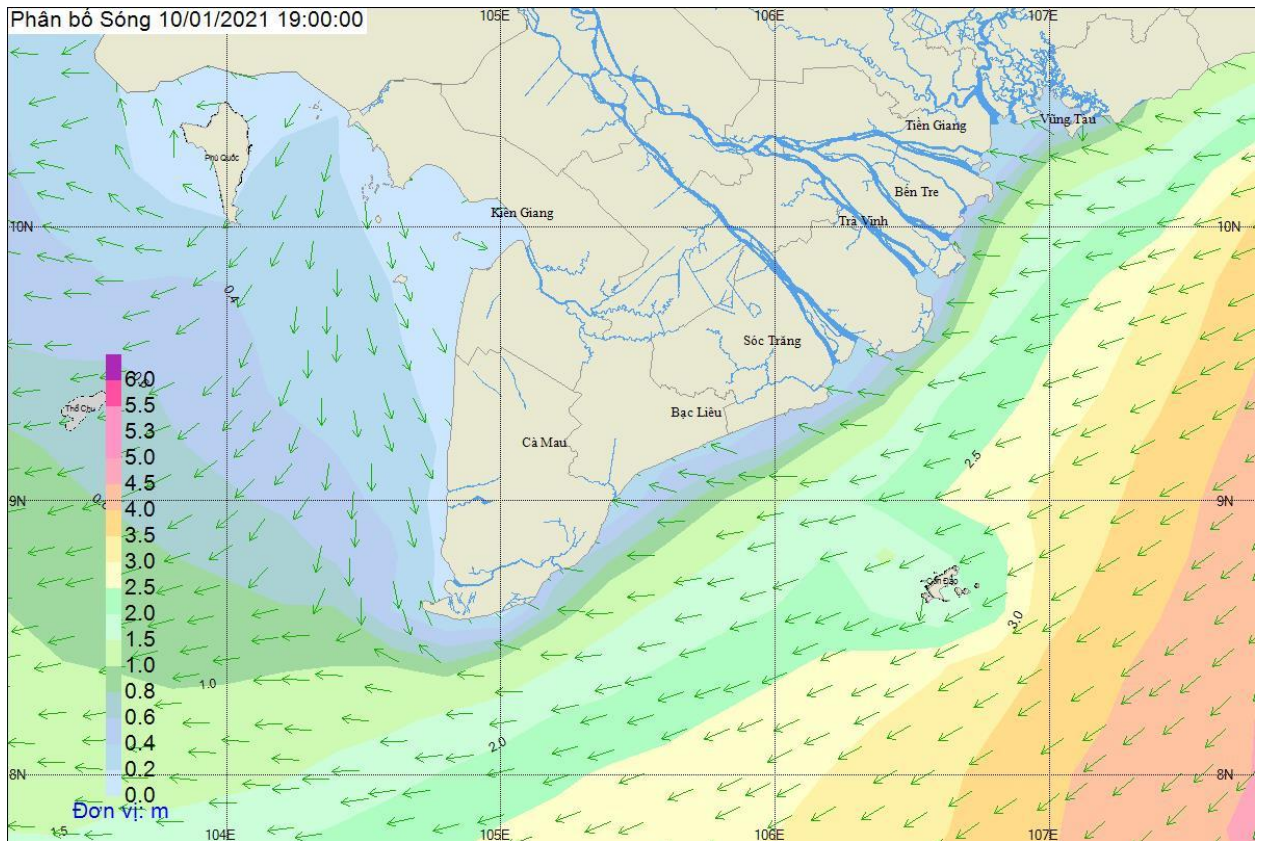 Phân bố Sóng 10/01/2021 19:00:00
105E
106E
107E
Vũng Tau
Tiền Giang
Phú Quốc
Bến Tre
Kiên Giang
Trà Vinh
10N
10N
0.4
Sóc Trăng
6.0
5.5
Thổ Chu
5.3
Bạc Liêu
Cà Mau
5.0
2.5
4.5
9N
9N
4.0
3.5
3.0
2.5
Côn Đảo
2.0
3.0
1.5
1.0
1.0
0.8
0.6
0.4
2.0
0.2
8N
8N
0.0
Đơn vị: m
1.5
104E
105E
106E
107E